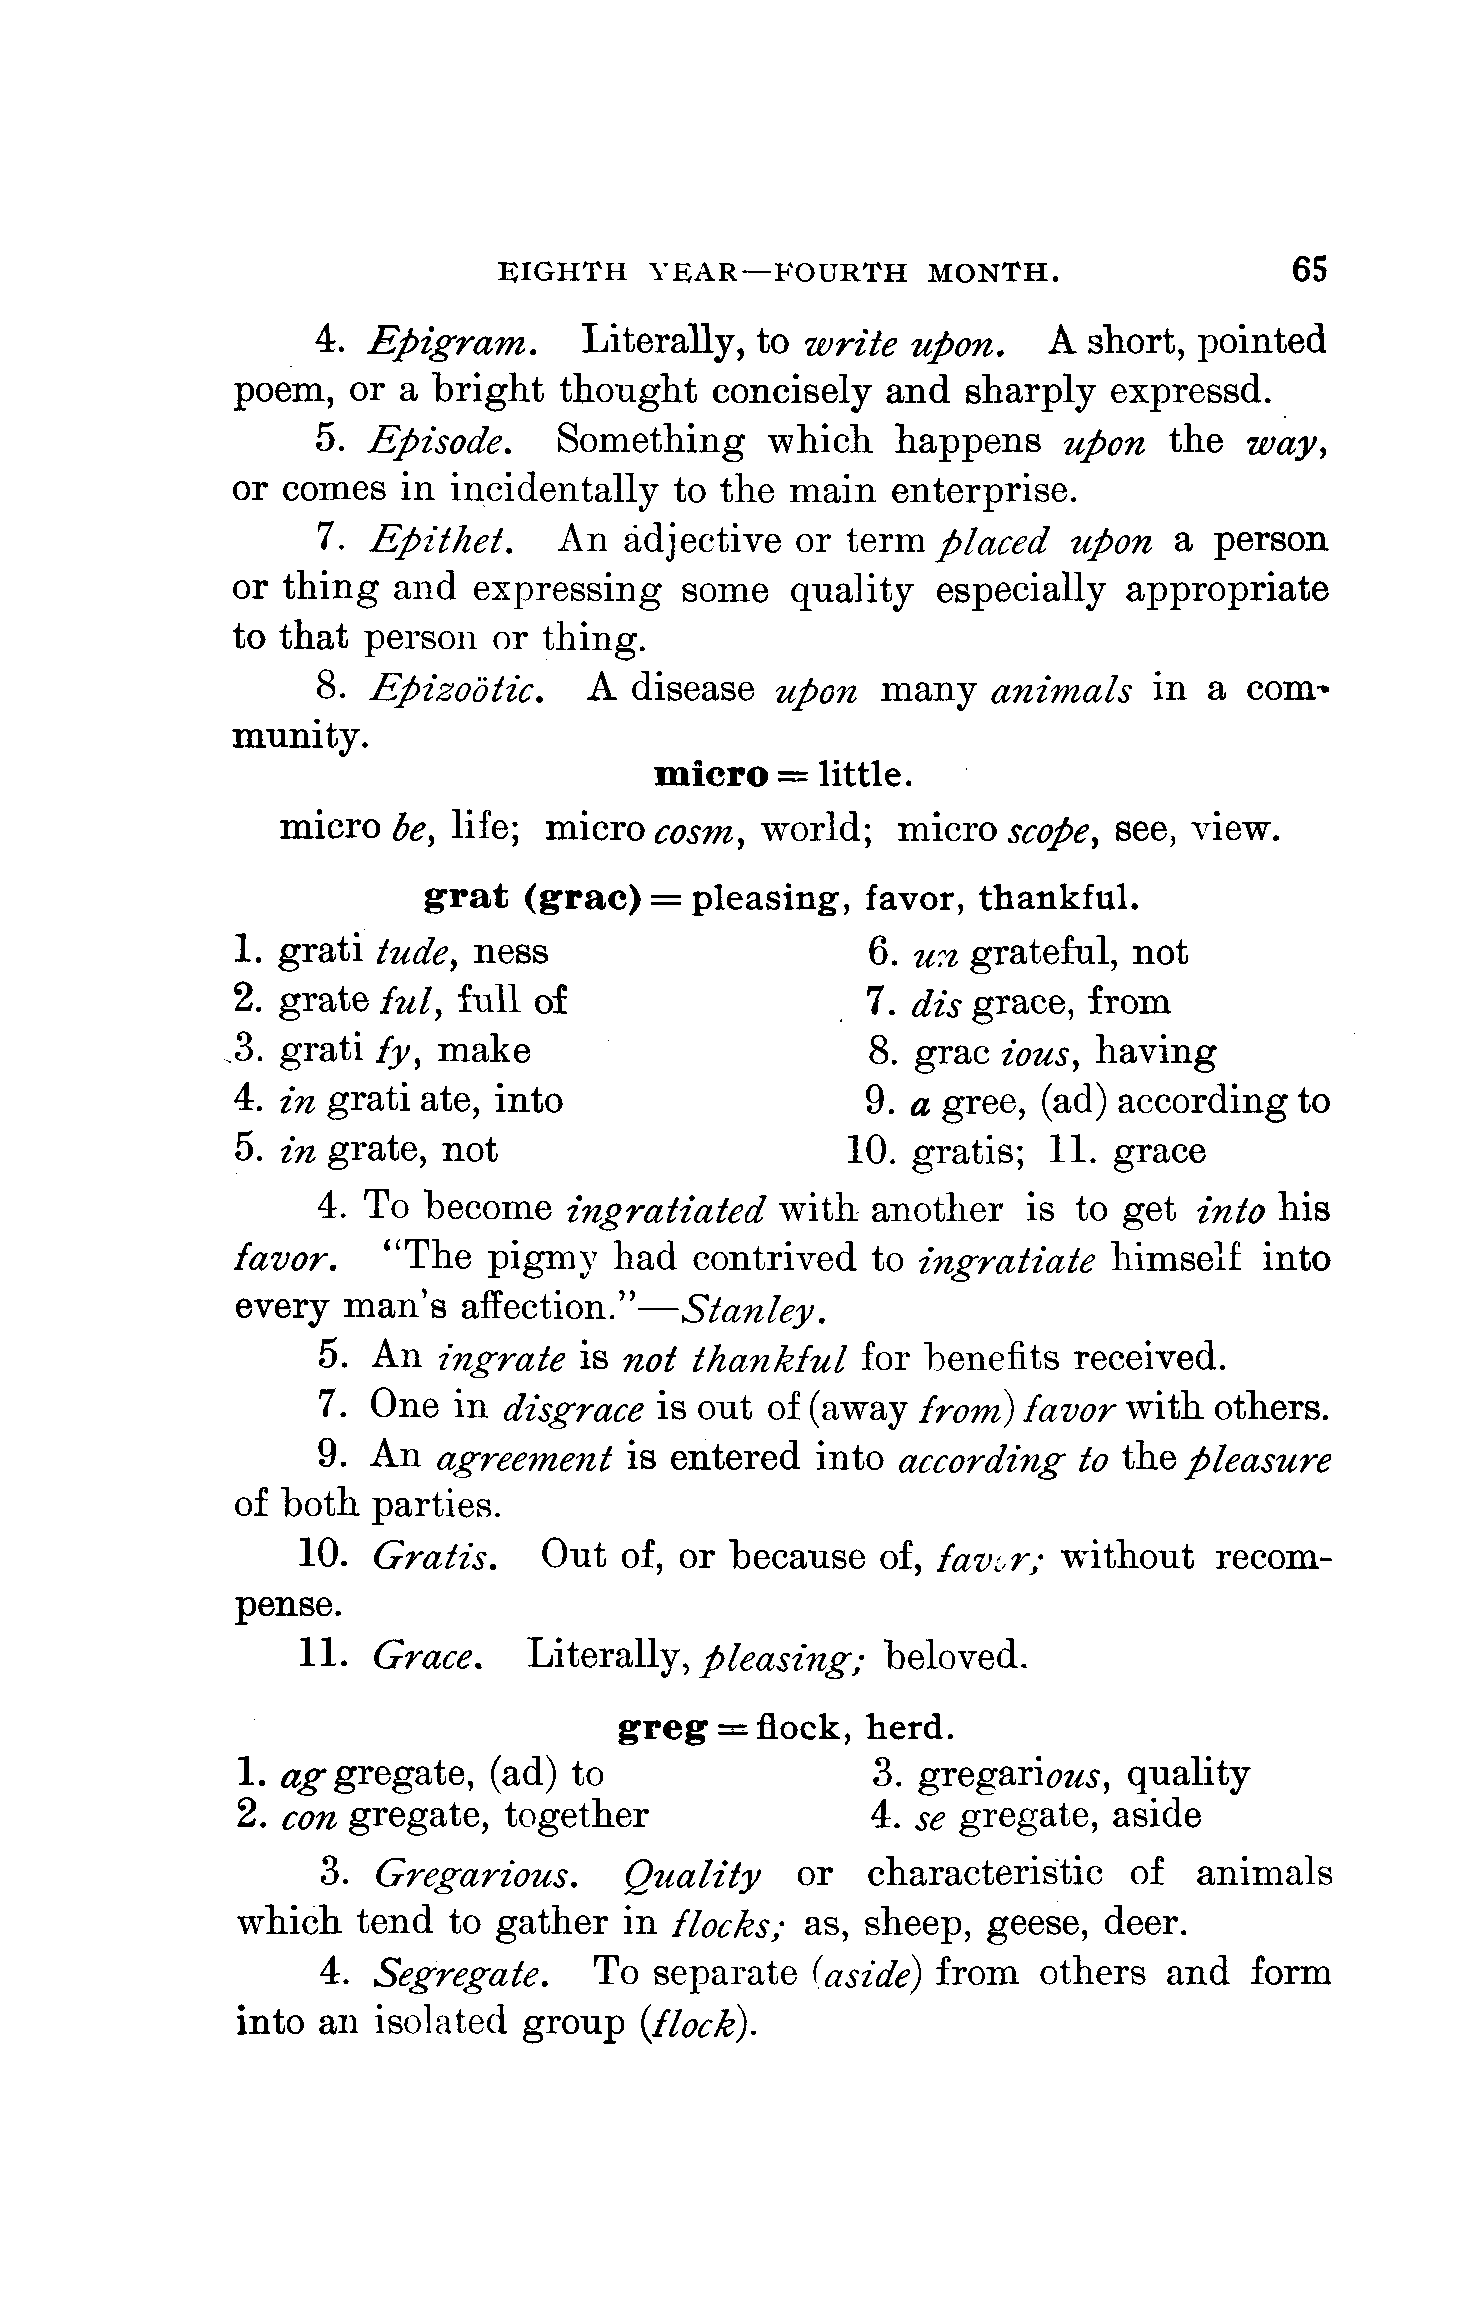 EIGHTH YEAR—FOURTH MONTH. 65
4. Epigram. Literally, to write upon. A short, pointed
poem, or a bright thought concisely and sharply expressd.
5. Episode. Something which happens upon the way,
or comes in incidentally to the main enterprise.
7. Epithet. An adjective or term placed upon a person
or thing and expressing some quality especially appropriate
to that person or thing.
8. Epizoötic. A disease upon many animals in a com-
munity.
micro = little.
micro be, life; micro cosm, world; micro scope, see, view.
grat (grac) = pleasing, favor, thankful.
1. grati tude, ness
2. grate ful, full of
3. grati fy, make
4. in grati ate, into
5. in grate, not
6. un grateful, not
7. dis grace, from
8. grac ious, having
9. a gree, (ad) according to
10. gratis; 11. grace
4. To become ingratiated with another is to get into his
favor. "The pigmy had contrived to ingratiate himself into
every man's affection."—Stanley.
5. An ingrate is not thankful for benefits received.
7. One in disgrace is out of (away from) favor with others.
9. An agreement is entered into according to the pleasure
of both parties.
10. Gratis. Out of, or because of, favor; without recom-
pense.
11. Grace. Literally, pleasing; beloved.
greg = flock, herd.
1. ag gregate, (ad) to
2. con gregate, together
3. gregarious, quality
4. se gregate, aside
3. Gregarious. Quality or characteristic of animals
which tend to gather in flocks; as, sheep, geese, deer.
4. Segregate. To separate (aside) from others and form
into an isolated group (flock).